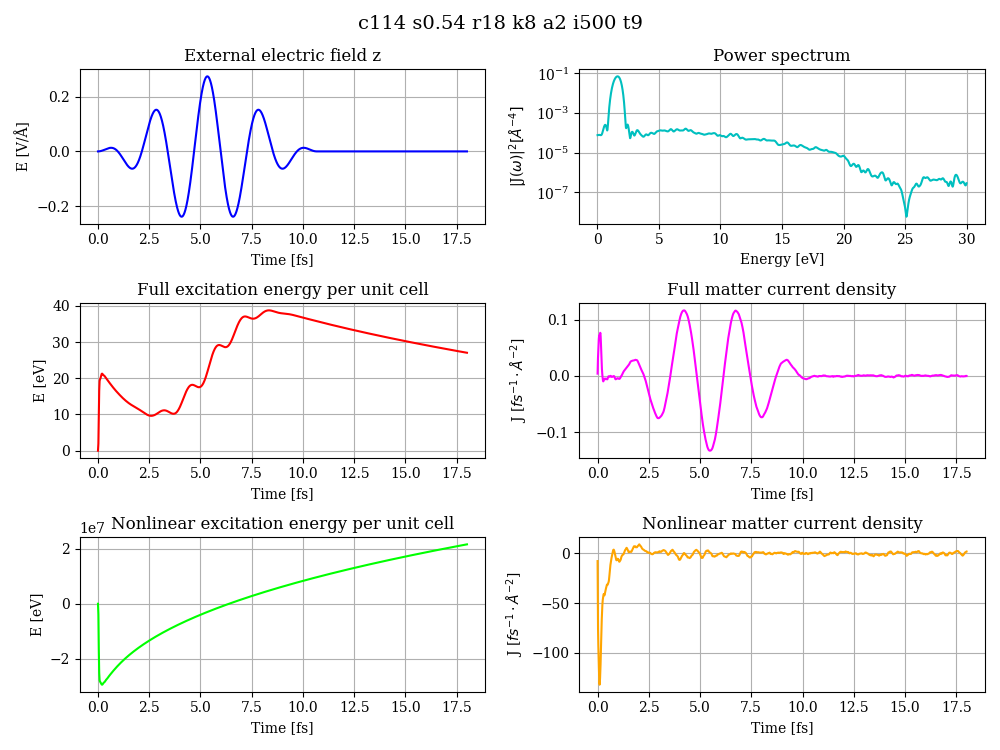 c114 s0.54 r18 k8 a2 i500 t9
External electric field z
E [V/Å]
0.2
0.0
−0.2
0.0 2.5 5.0 7.5 10.0 12.5 15.0 17.5
Time [fs]
Power spectrum
|J(ω)|²[Å⁻⁴]
10⁻¹
10⁻³
10⁻⁵
10⁻⁷
0 5 10 15 20 25 30
Energy [eV]
Full excitation energy per unit cell
E [eV]
40
30
20
10
0
0.0 2.5 5.0 7.5 10.0 12.5 15.0 17.5
Time [fs]
Full matter current density
J [fs⁻¹ · Å⁻²]
0.1
0.0
−0.1
0.0 2.5 5.0 7.5 10.0 12.5 15.0 17.5
Time [fs]
Nonlinear excitation energy per unit cell
1e7
E [eV]
2
0
−2
0.0 2.5 5.0 7.5 10.0 12.5 15.0 17.5
Time [fs]
Nonlinear matter current density
J [fs⁻¹ · Å⁻²]
0
−50
−100
0.0 2.5 5.0 7.5 10.0 12.5 15.0 17.5
Time [fs]